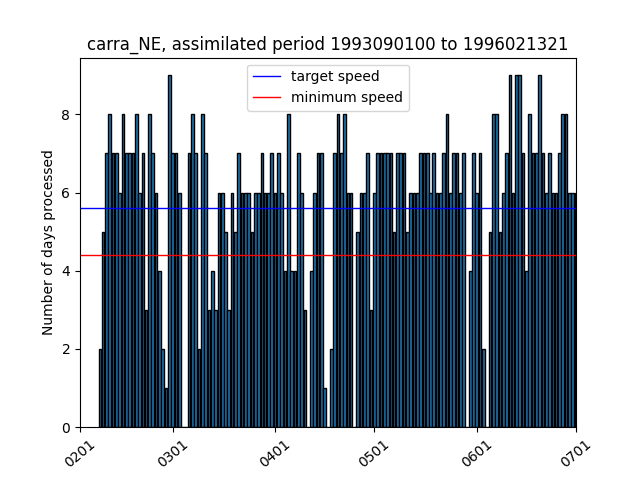 carra_NE, assimilated period 1993090100 to 1996021321
target speed
minimum speed
Number of days processed
8
6
4
2
0
0201
0301
0401
0501
0601
0701